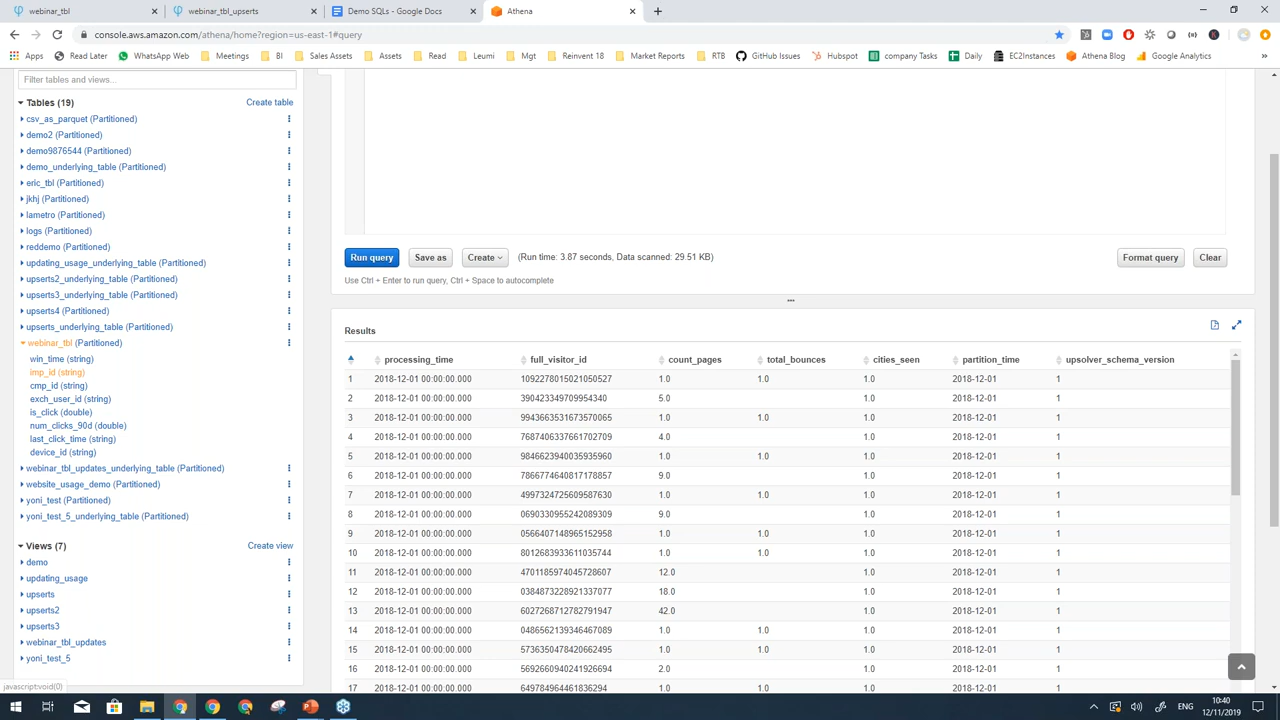 webinar_tbl
webinar_tbl_upserts
Demo SQLs - Google Docs
Athena
console.aws.amazon.com/athena/home?region=us-east-1#query
Apps
Read Later
WhatsApp Web
Meetings
BI
Sales Assets
Assets
Read
Leumi
Mgt
Reinvent 18
Market Reports
RTB
GitHub Issues
Hubspot
company Tasks
Daily
EC2Instances
Athena Blog
Google Analytics
Filter tables and views...
Tables (19)
Create table
csv_as_parquet (Partitioned)
demo2 (Partitioned)
demo9876544 (Partitioned)
demo_underlying_table (Partitioned)
eric_tbl (Partitioned)
jkhj (Partitioned)
lametro (Partitioned)
logs (Partitioned)
reddemo (Partitioned)
updating_usage_underlying_table (Partitioned)
upserts2_underlying_table (Partitioned)
upserts3_underlying_table (Partitioned)
upserts4 (Partitioned)
upserts_underlying_table (Partitioned)
webinar_tbl (Partitioned)
win_time (string)
imp_id (string)
cmp_id (string)
exch_user_id (string)
is_click (double)
num_clicks_90d (double)
last_click_time (string)
device_id (string)
webinar_tbl_updates_underlying_table (Partitioned)
website_usage_demo (Partitioned)
yoni_test (Partitioned)
yoni_test_5_underlying_table (Partitioned)
Views (7)
Create view
demo
updating_usage
upserts
upserts2
upserts3
webinar_tbl_updates
yoni_test_5
javascript:void(0)
Run query
Save as
Create
(Run time: 3.87 seconds, Data scanned: 29.51 KB)
Format query
Clear
Use Ctrl + Enter to run query, Ctrl + Space to autocomplete
Results
processing_time full_visitor_id count_pages total_bounces cities_seen partition_time upsolver_schema_version
1 2018-12-01 00:00:00.000 1092278015021050527 1.0 1.0 1.0 2018-12-01 1
2 2018-12-01 00:00:00.000 390423349709954340 5.0 1.0 2018-12-01 1
3 2018-12-01 00:00:00.000 9943663531673570065 1.0 1.0 1.0 2018-12-01 1
4 2018-12-01 00:00:00.000 7687406337661702709 4.0 1.0 2018-12-01 1
5 2018-12-01 00:00:00.000 9846623940035935960 1.0 1.0 1.0 2018-12-01 1
6 2018-12-01 00:00:00.000 7866774640817178857 9.0 1.0 2018-12-01 1
7 2018-12-01 00:00:00.000 4997324725609587630 1.0 1.0 1.0 2018-12-01 1
8 2018-12-01 00:00:00.000 0690330955242089309 9.0 1.0 2018-12-01 1
9 2018-12-01 00:00:00.000 0566407148965152958 1.0 1.0 1.0 2018-12-01 1
10 2018-12-01 00:00:00.000 8012683933611035744 1.0 1.0 1.0 2018-12-01 1
11 2018-12-01 00:00:00.000 4701185974045728607 12.0 1.0 2018-12-01 1
12 2018-12-01 00:00:00.000 0384873228921337077 18.0 1.0 2018-12-01 1
13 2018-12-01 00:00:00.000 6027268712782791947 42.0 1.0 2018-12-01 1
14 2018-12-01 00:00:00.000 0486562139346467089 1.0 1.0 1.0 2018-12-01 1
15 2018-12-01 00:00:00.000 5736350478420662495 1.0 1.0 1.0 2018-12-01 1
16 2018-12-01 00:00:00.000 5692660940241926694 2.0 1.0 2018-12-01 1
17 2018-12-01 00:00:00.000 649784964461836294 1.0 1.0 1.0 2018-12-01 1
ENG
10:40
12/11/2019